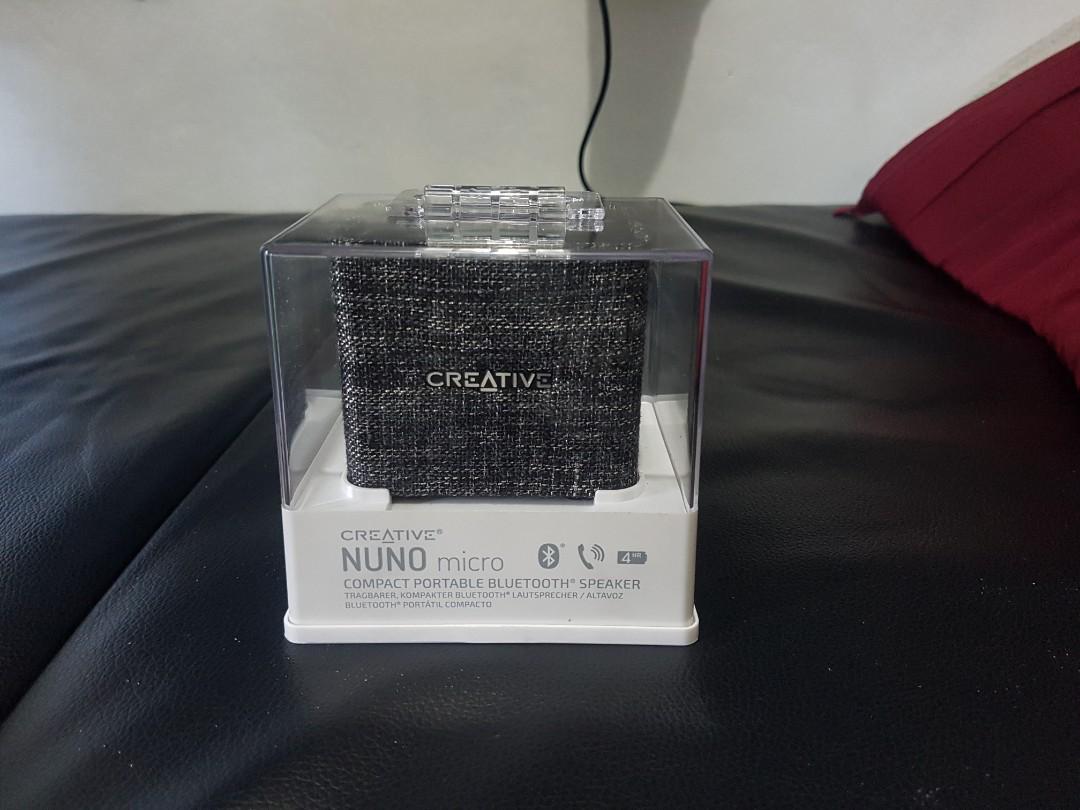 CREATIVE
CREATIVE®
NUNO micro
4HR
COMPACT PORTABLE BLUETOOTH® SPEAKER
TRAGBARER, KOMPAKTER BLUETOOTH® LAUTSPRECHER / ALTAVOZ
BLUETOOTH® PORTÁTIL COMPACTO